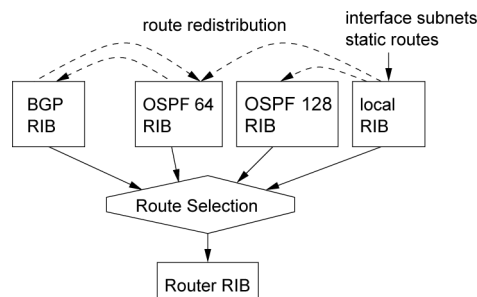 route redistribution
interface subnets
static routes
BGP
RIB
OSPF 64
RIB
OSPF 128
RIB
local
RIB
Route Selection
Router RIB